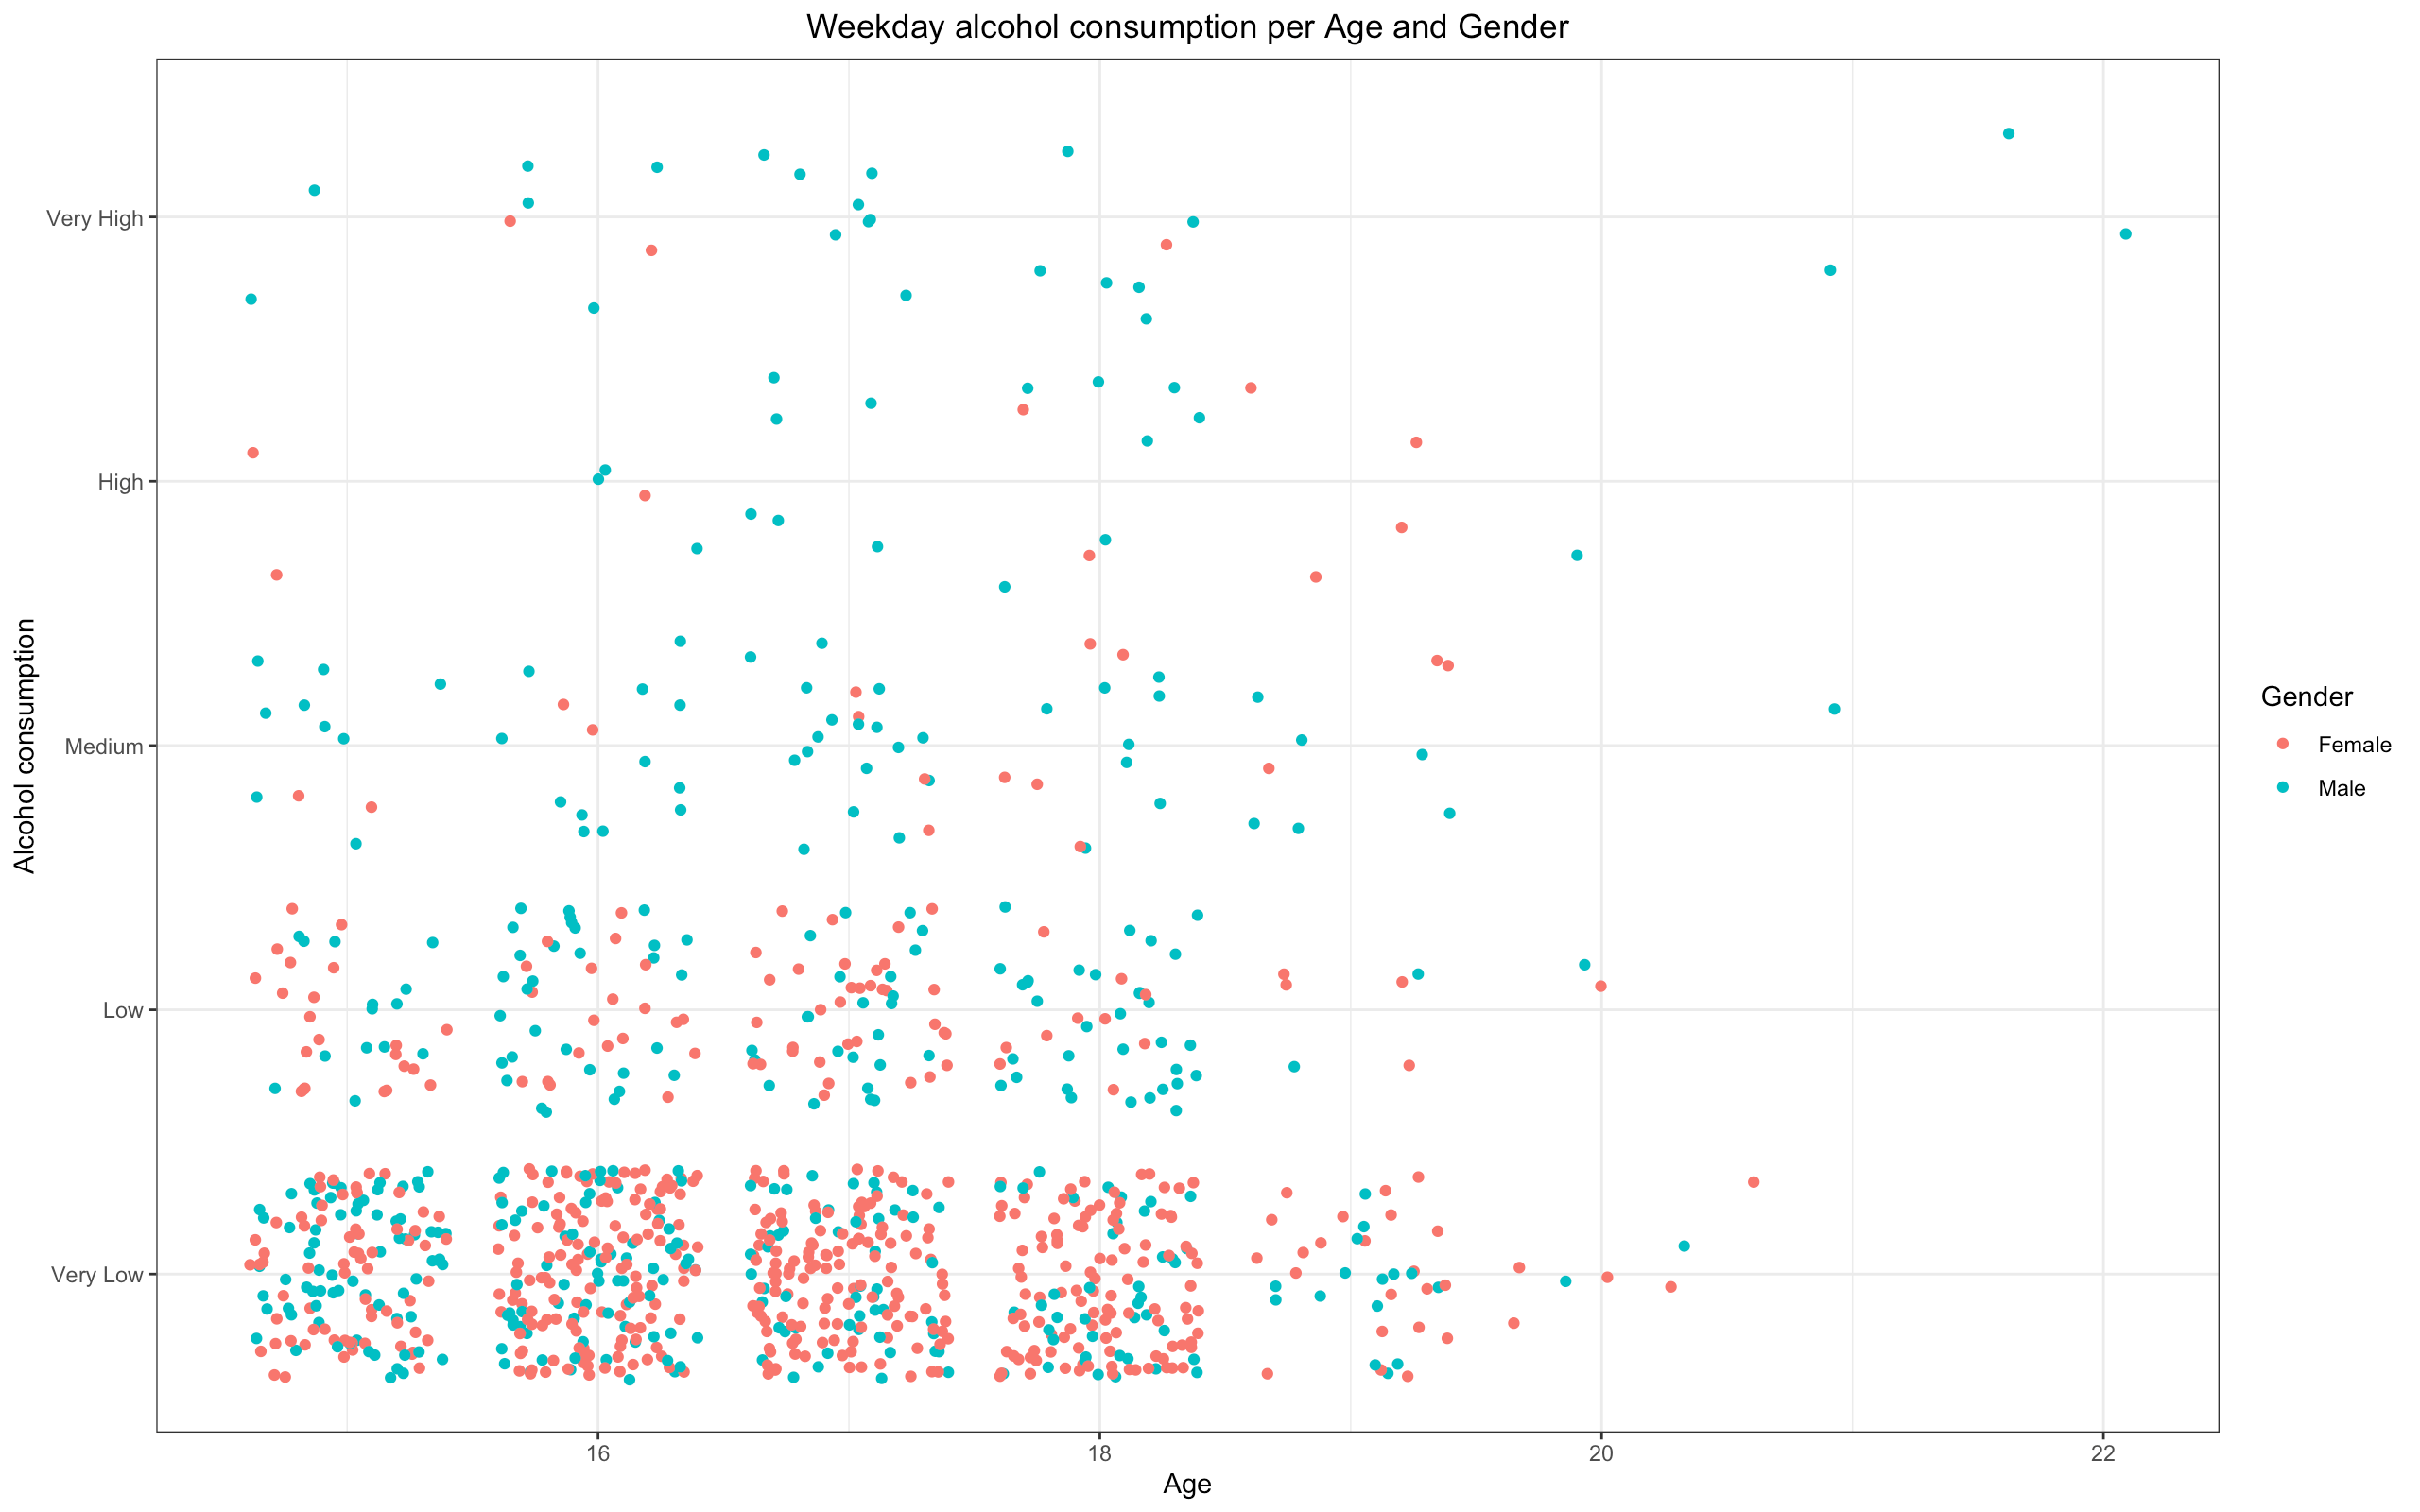 Weekday alcohol consumption per Age and Gender
Alcohol consumption
Very High
High
Medium
Low
Very Low
16
18
20
22
Age
Gender
Female
Male